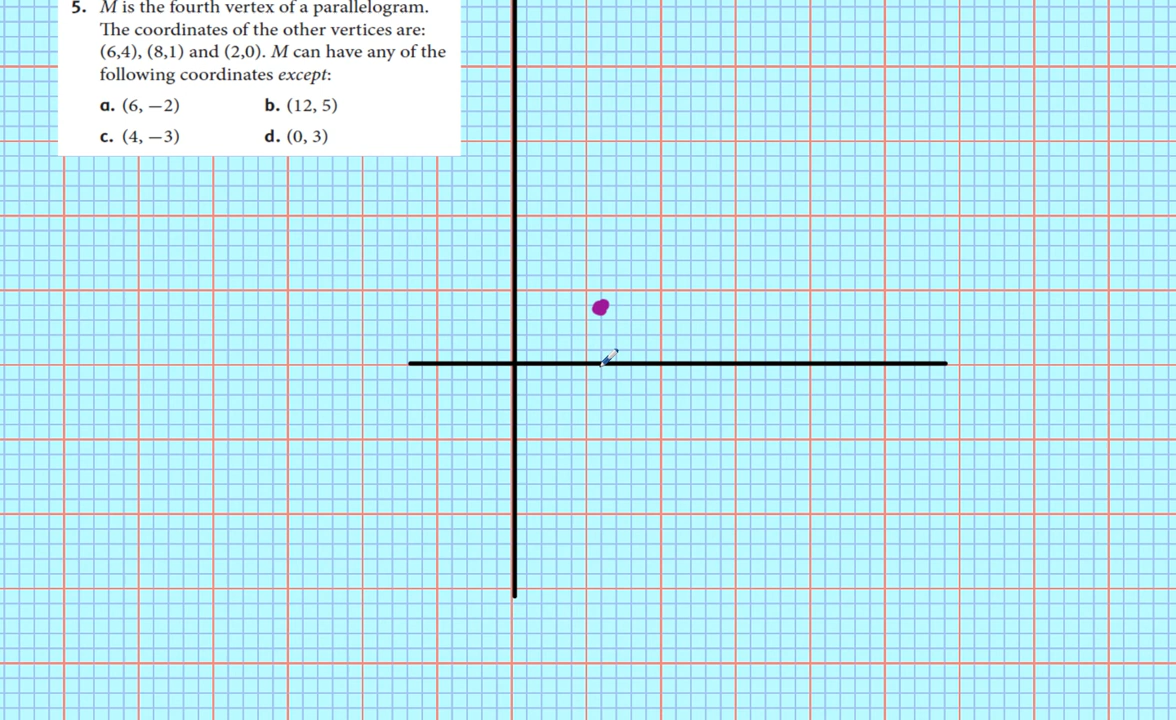 5. M is the fourth vertex of a parallelogram.
The coordinates of the other vertices are:
(6,4), (8,1) and (2,0). M can have any of the
following coordinates except:
a. (6, −2) b. (12, 5)
c. (4, −3) d. (0, 3)